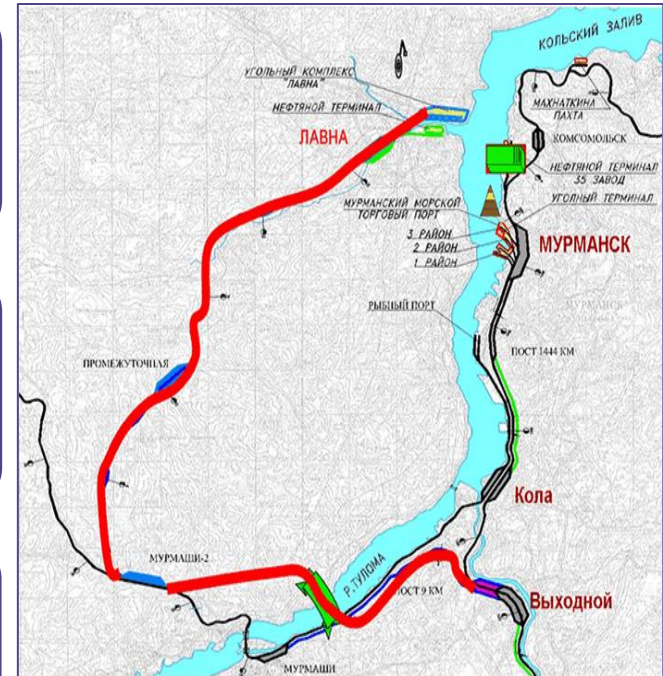 КОЛЬСКИЙ ЗАЛИВ
УГОЛЬНЫЙ КОМПЛЕКС
"ЛАВНА"
НЕФТЯНОЙ ТЕРМИНАЛ
ЛАВНА
МАХНАТКИНА
ПАХТА
КОМСОМОЛЬСК
НЕФТЯНОЙ ТЕРМИНАЛ
35 ЗАВОД
МУРМАНСКИЙ МОРСКОЙ
ТОРГОВЫЙ ПОРТ
УГОЛНЫЙ ТЕРМИНАЛ
3 РАЙОН
2 РАЙОН
1 РАЙОН
МУРМАНСК
МУРМАНСК
РЫБНЫЙ ПОРТ
ПОСТ 1444 КМ
ПРОМЕЖУТОЧНАЯ
Кола
МУРМАШИ-2
Р.ТУЛОМА
ПОСТ 9 КМ
Выходной
МУРМАШИ